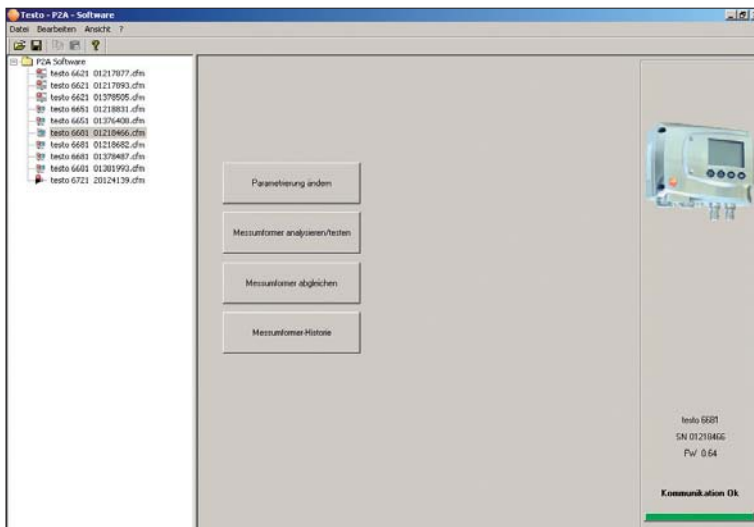 Testo - P2A - Software
Datei Bearbeiten Ansicht ?
P2A Software
testo 6621 01217877.cfm
testo 6621 01217893.cfm
testo 6621 01378505.cfm
testo 6651 01218831.cfm
testo 6651 01376408.cfm
testo 6681 01218466.cfm
testo 6681 01218682.cfm
testo 6681 01378487.cfm
testo 6681 01381993.cfm
testo 6721 20124139.cfm
Parametrierung ändern
Messumformer analysieren/testen
Messumformer abgleichen
Messumformer-Historie
testo 6681
SN 01218466
FW 0.64
Kommunikation Ok